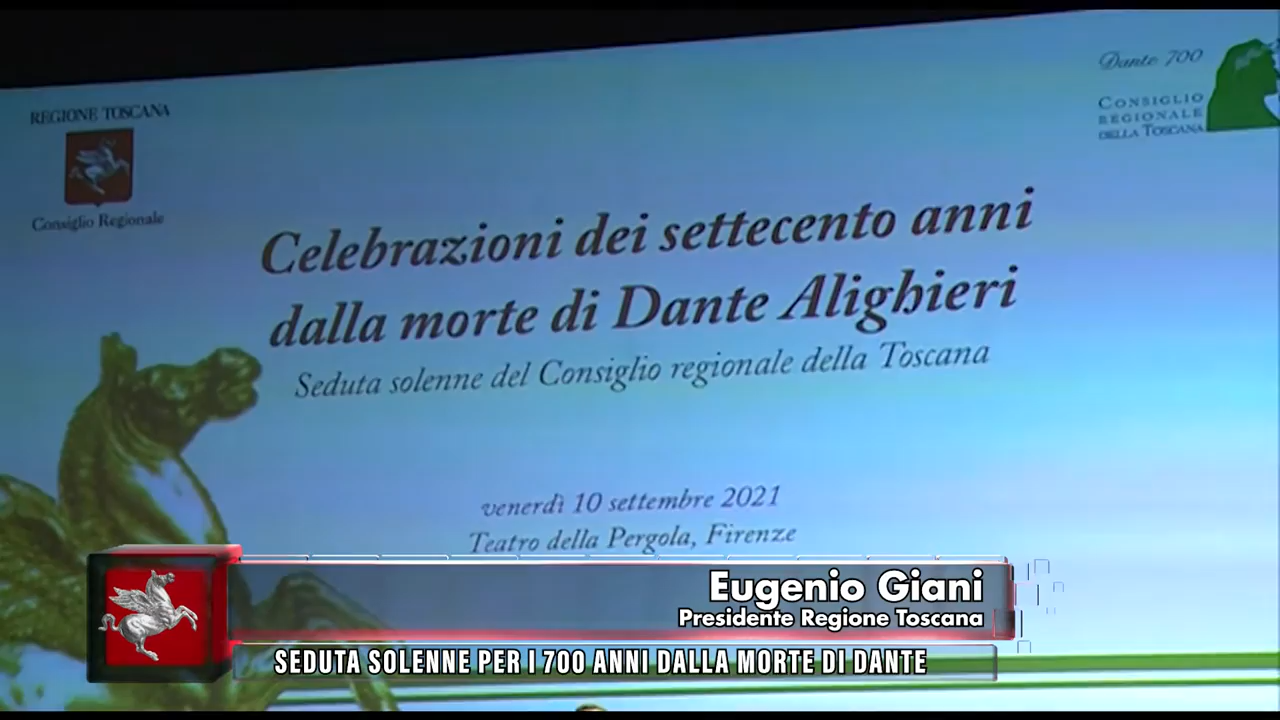 REGIONE TOSCANA
Consiglio Regionale
Dante 700
CONSIGLIO
REGIONALE
DELLA TOSCANA
Celebrazioni dei settecento anni
dalla morte di Dante Alighieri
Seduta solenne del Consiglio regionale della Toscana
venerdì 10 settembre 2021
Teatro della Pergola, Firenze
Eugenio Giani
Presidente Regione Toscana
SEDUTA SOLENNE PER I 700 ANNI DALLA MORTE DI DANTE